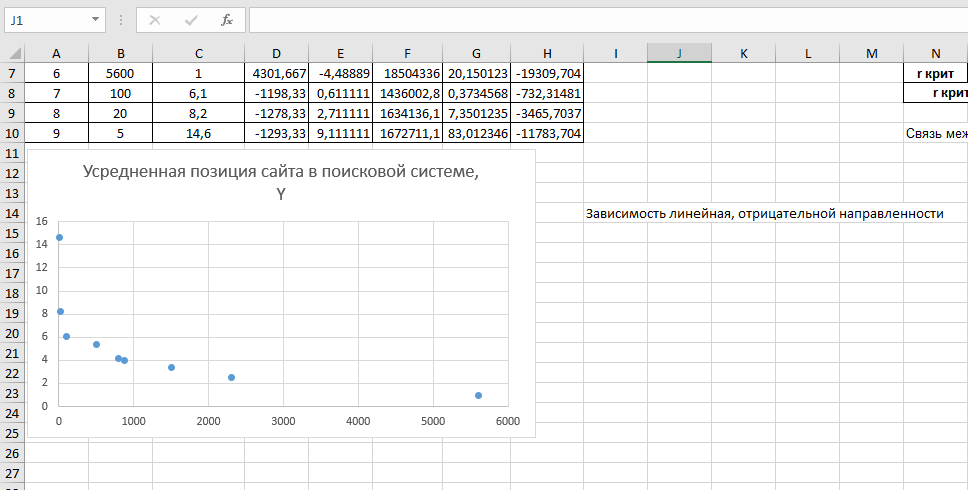 J1 fx
A B C D E F G H I J K L M N
7 6 5600 1 4301,667 -4,48889 18504336 20,150123 -19309,704 r крит
8 7 100 6,1 -1198,33 0,611111 1436002,8 0,3734568 -732,31481 r крит
9 8 20 8,2 -1278,33 2,711111 1634136,1 7,3501235 -3465,7037
10 9 5 14,6 -1293,33 9,111111 1672711,1 83,012346 -11783,704 Связь меж
11
12 Усредненная позиция сайта в поисковой системе,
13 Y
14 Зависимость линейная, отрицательной направленности
15 16
16 14
17 12
18 10
19 8
20 6
21 4
22 2
23 0
24 0 1000 2000 3000 4000 5000 6000
25
26
27